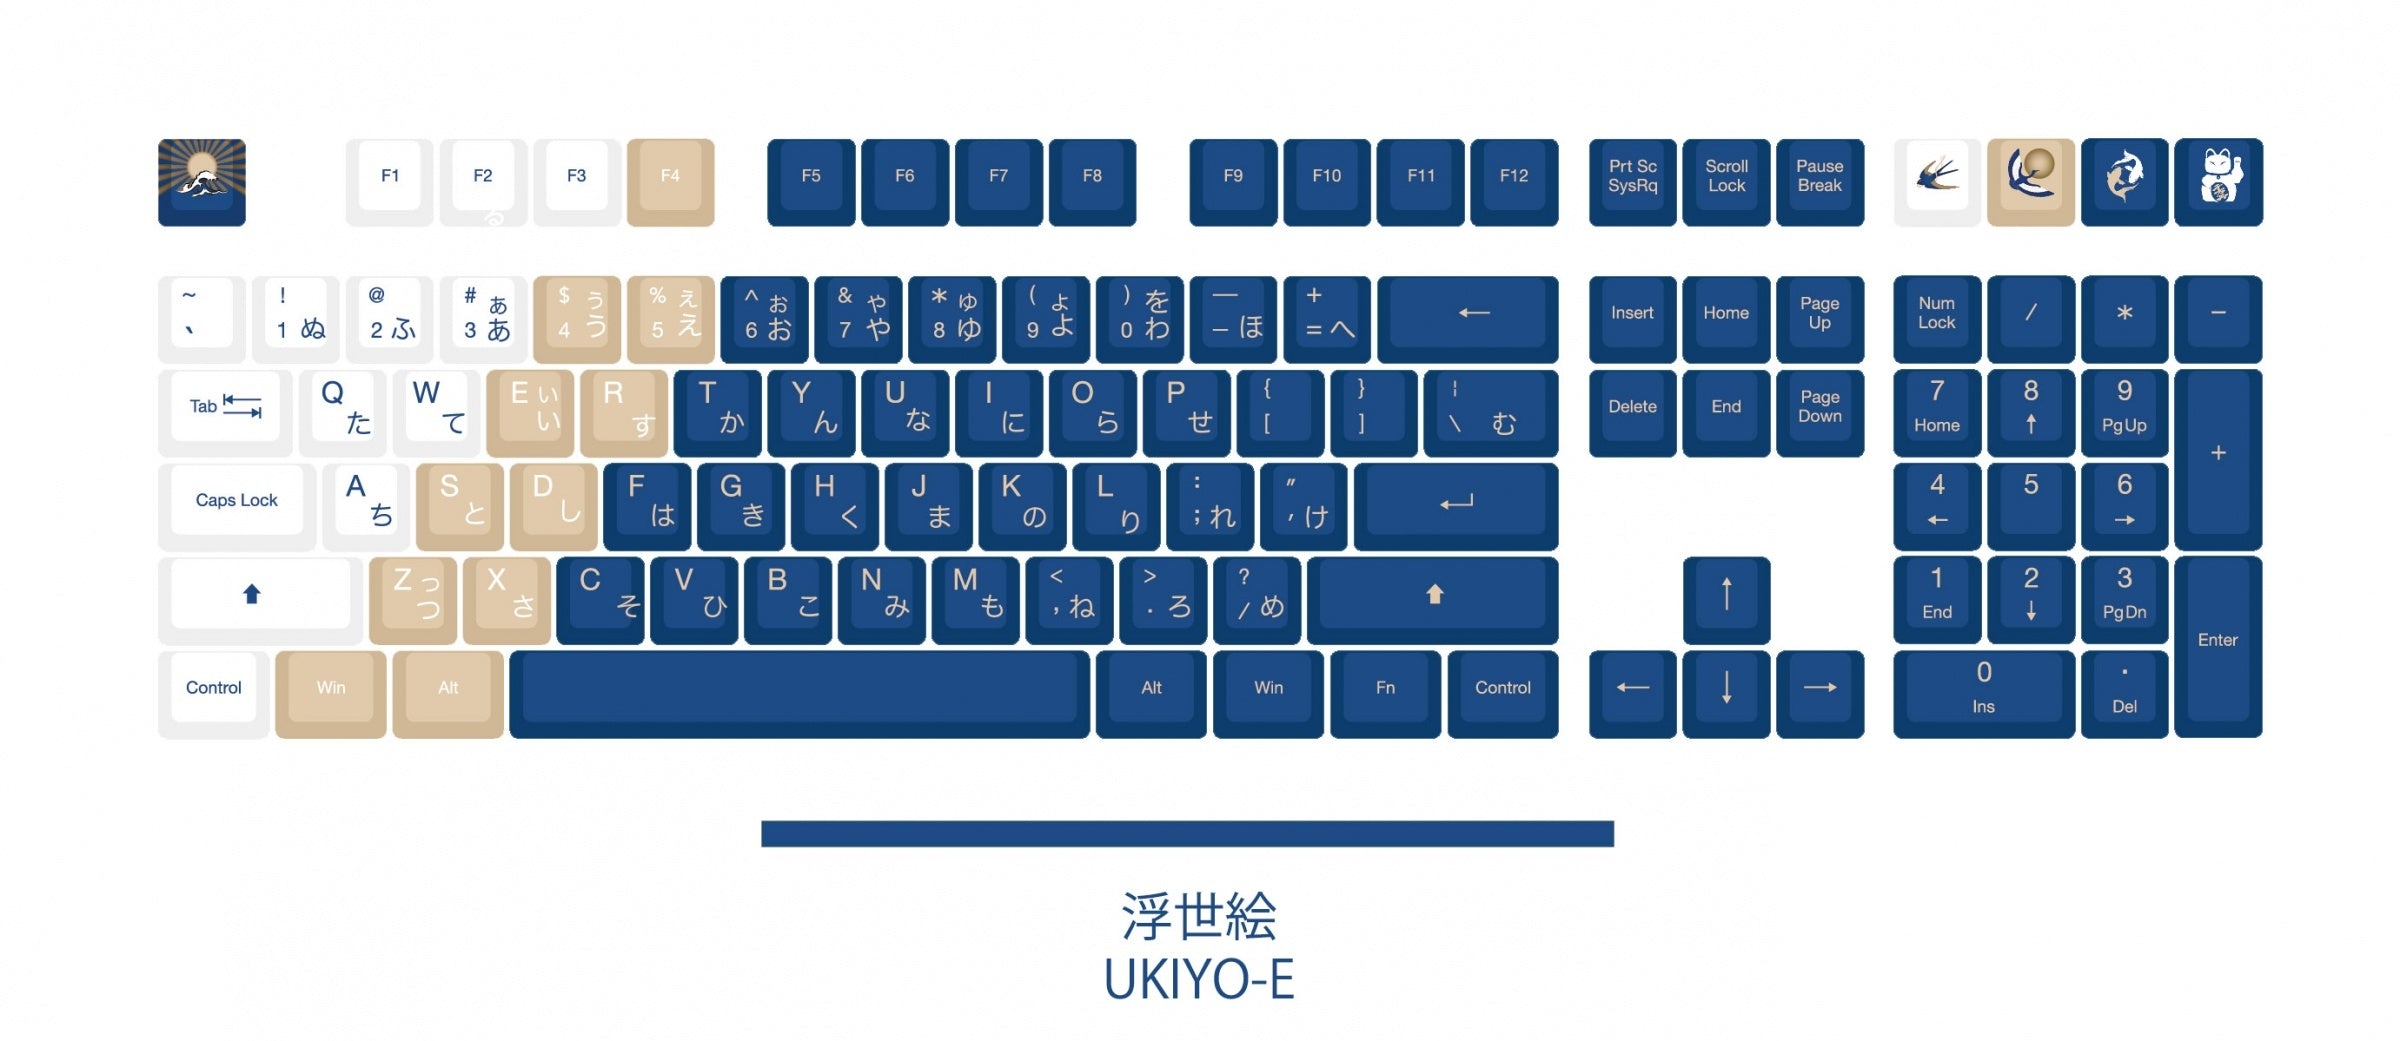 F1 F2 F3 F4 F5 F6 F7 F8 F9 F10 F11 F12 Prt Sc SysRq Scroll Lock Pause Break
る
~ 、 ! 1 ぬ @ 2 ふ # 3 ぁ あ $ 4 ぅ う % 5 ぇ え ^ 6 ぉ お & 7 ゃ や * 8 ゅ ゆ ( 9 ょ よ ) 0 を わ — – ほ + = へ ← Insert Home Page Up Num Lock / * −
Tab Q た W て E ぃ い R す T か Y ん U な I に O ら P せ { [ } ] ¦ \ む Delete End Page Down 7 Home 8 ↑ 9 PgUp +
Caps Lock A ち S と D し F は G き H く J ま K の L り : ; れ " ' け ↵ 4 ← 5 6 →
⬆ Z っ つ X さ C そ V ひ B こ N み M も < , ね > . ろ ? / め ⬆ ↑ 1 End 2 ↓ 3 PgDn Enter
Control Win Alt Alt Win Fn Control ← ↓ → 0 Ins . Del
浮世絵
UKIYO-E